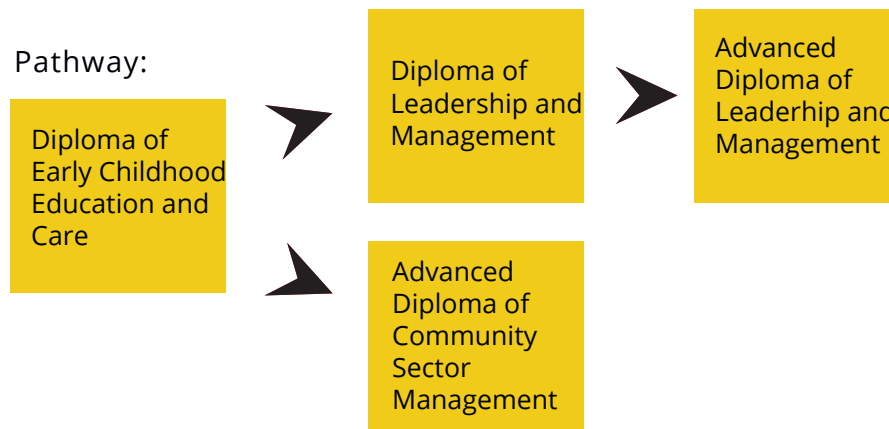 Pathway:
Diploma of
Early Childhood
Education and
Care
Diploma of
Leadership and
Management
Advanced
Diploma of
Leaderhip and
Management
Advanced
Diploma of
Community
Sector
Management